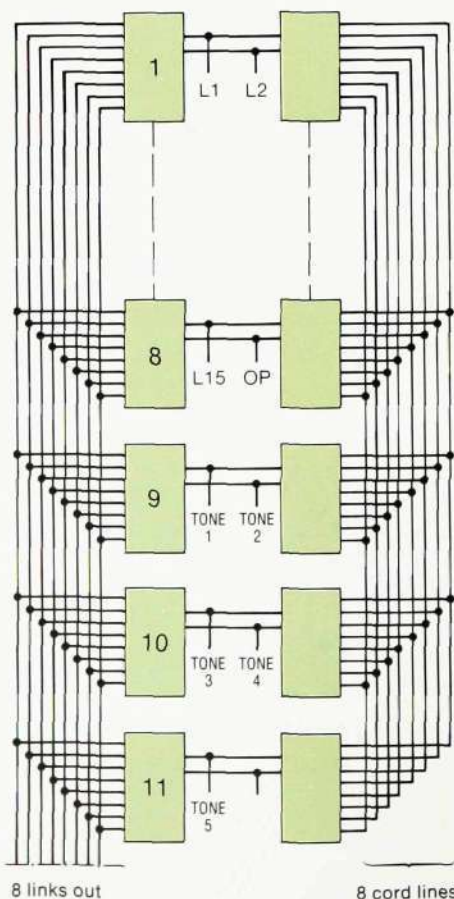 1
L1 L2
8
L15 OP
9
TONE TONE
1 2
10
TONE TONE
3 4
11
TONE
5
8 links out 8 cord lines